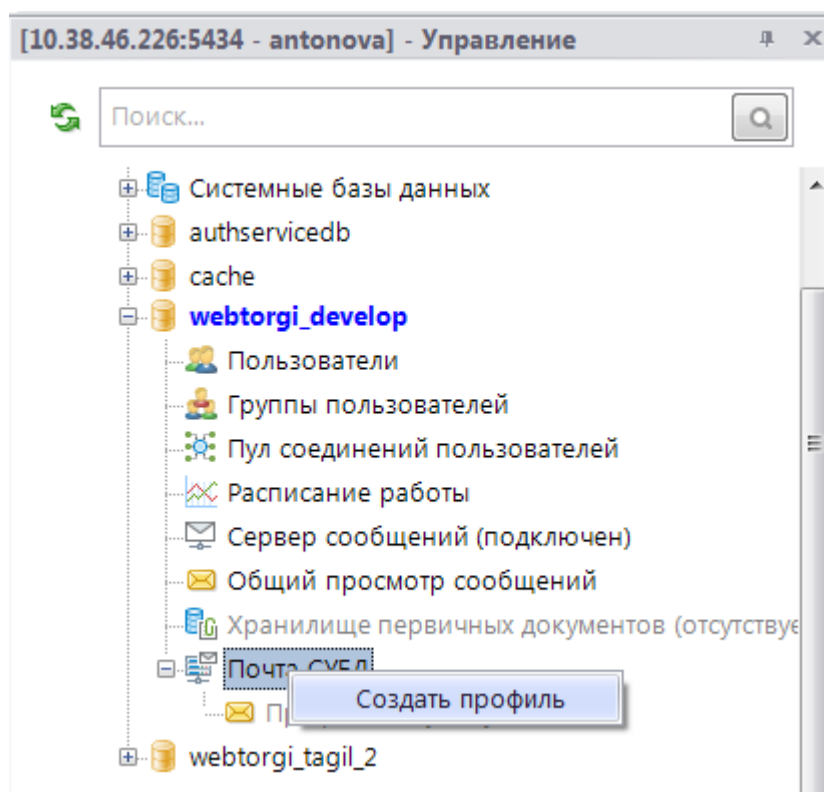 [10.38.46.226:5434 - antonova] - Управление
Поиск...
Системные базы данных
authservicedb
cache
webtorgi_develop
Пользователи
Группы пользователей
Пул соединений пользователей
Расписание работы
Сервер сообщений (подключен)
Общий просмотр сообщений
Хранилище первичных документов (отсутствуе
Почта СУБД
Создать профиль
webtorgi_tagil_2